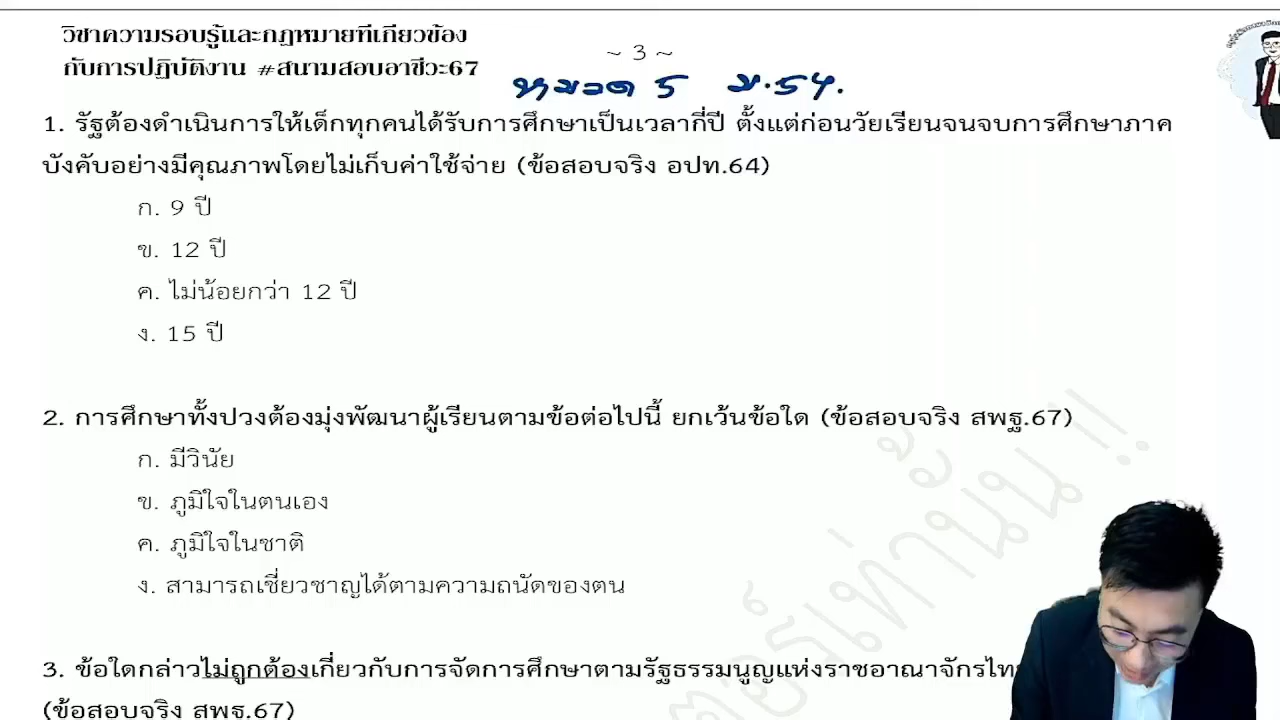 วิชาความรอบรู้และกฎหมายที่เกี่ยวข้อง
กับการปฏิบัติงาน #สนามสอบอาชีวะ67
~ 3 ~
หมวด 5 ม.54.
1. รัฐต้องดำเนินการให้เด็กทุกคนได้รับการศึกษาเป็นเวลากี่ปี ตั้งแต่ก่อนวัยเรียนจนจบการศึกษาภาค
บังคับอย่างมีคุณภาพโดยไม่เก็บค่าใช้จ่าย (ข้อสอบจริง อปท.64)
ก. 9 ปี
ข. 12 ปี
ค. ไม่น้อยกว่า 12 ปี
ง. 15 ปี
2. การศึกษาทั้งปวงต้องมุ่งพัฒนาผู้เรียนตามข้อต่อไปนี้ ยกเว้นข้อใด (ข้อสอบจริง สพฐ.67)
ก. มีวินัย
ข. ภูมิใจในตนเอง
ค. ภูมิใจในชาติ
ง. สามารถเชี่ยวชาญได้ตามความถนัดของตน
3. ข้อใดกล่าวไม่ถูกต้องเกี่ยวกับการจัดการศึกษาตามรัฐธรรมนูญแห่งราชอาณาจักรไท
(ข้อสอบจริง สพฐ.67)
เท่านั้น !!